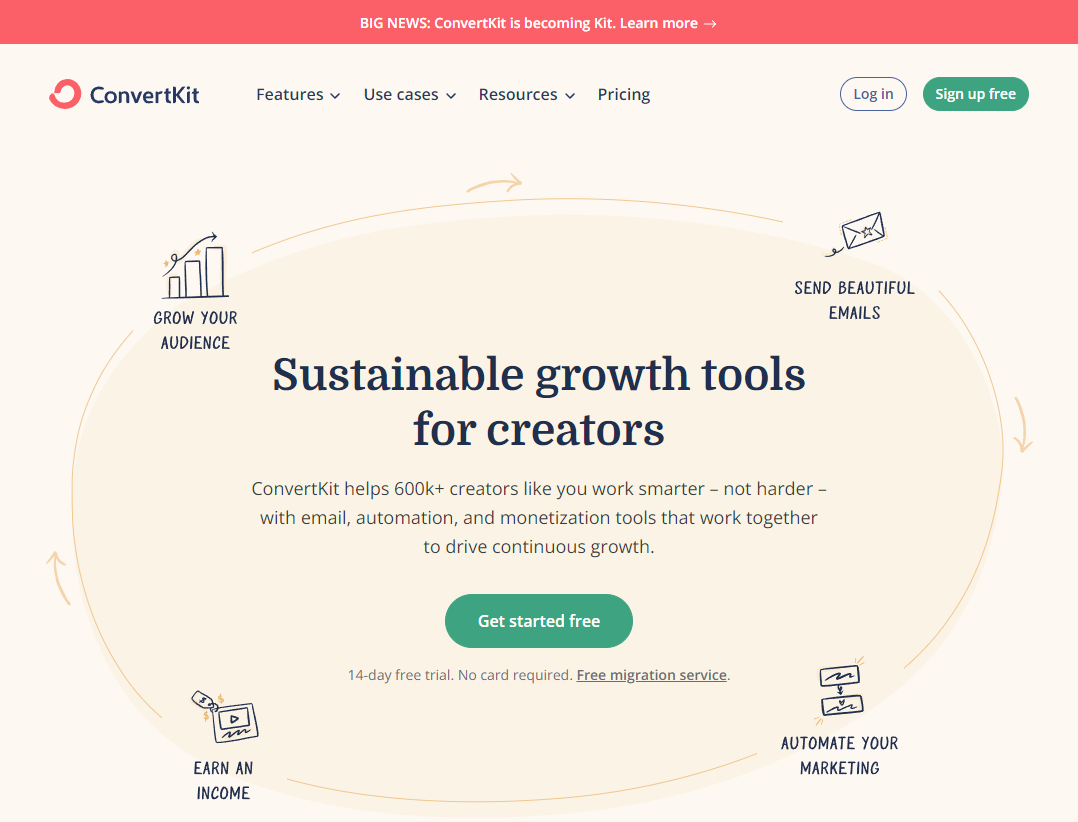 BIG NEWS: ConvertKit is becoming Kit. Learn more →
ConvertKit
Features
Use cases
Resources
Pricing
Log in
Sign up free
GROW YOUR
AUDIENCE
SEND BEAUTIFUL
EMAILS
Sustainable growth tools
for creators
ConvertKit helps 600k+ creators like you work smarter – not harder –
with email, automation, and monetization tools that work together
to drive continuous growth.
Get started free
14-day free trial. No card required. Free migration service.
EARN AN
INCOME
AUTOMATE YOUR
MARKETING